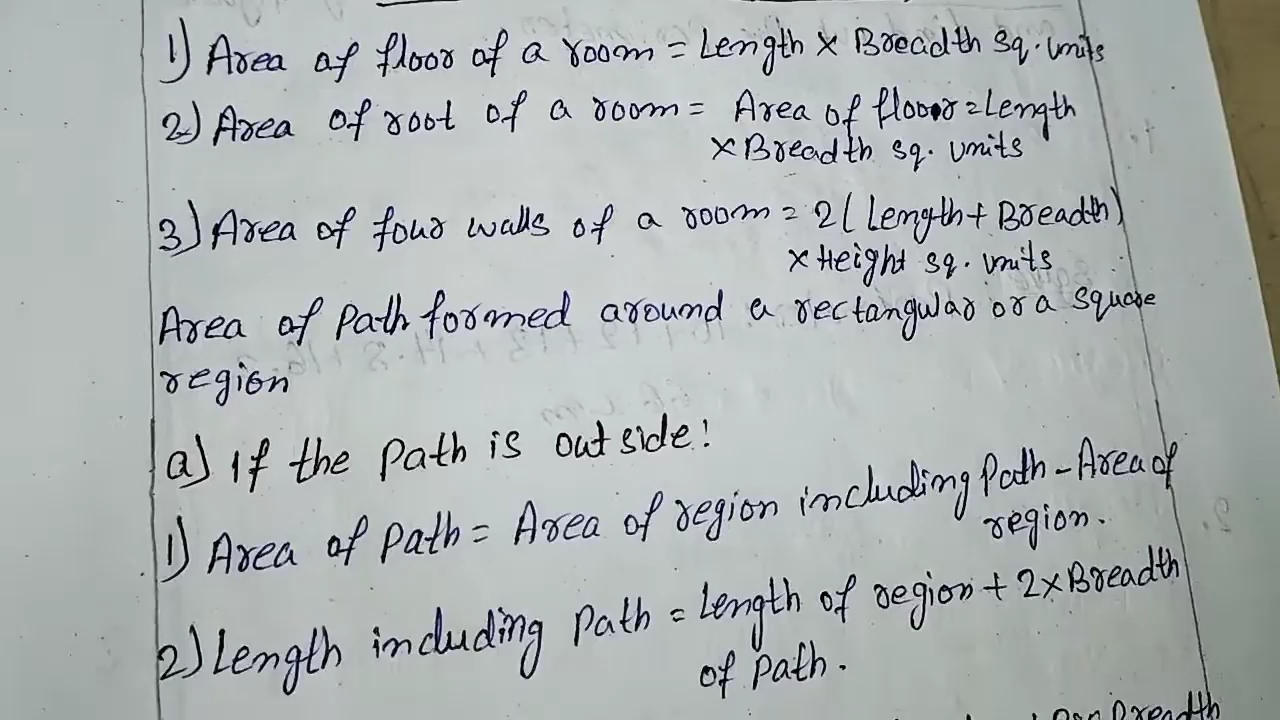 1) Area of floor of a room = Length × Breadth sq. units
2) Area of root of a room = Area of floor = Length
× Breadth sq. units
3) Area of four walls of a room = 2(Length + Breadth)
× Height sq. units
Area of Path formed around a rectangular or a square
region
a) If the Path is outside:
1) Area of Path = Area of region including Path - Area of
region.
2) Length including Path = Length of region + 2×Breadth
of Path.
Breadth